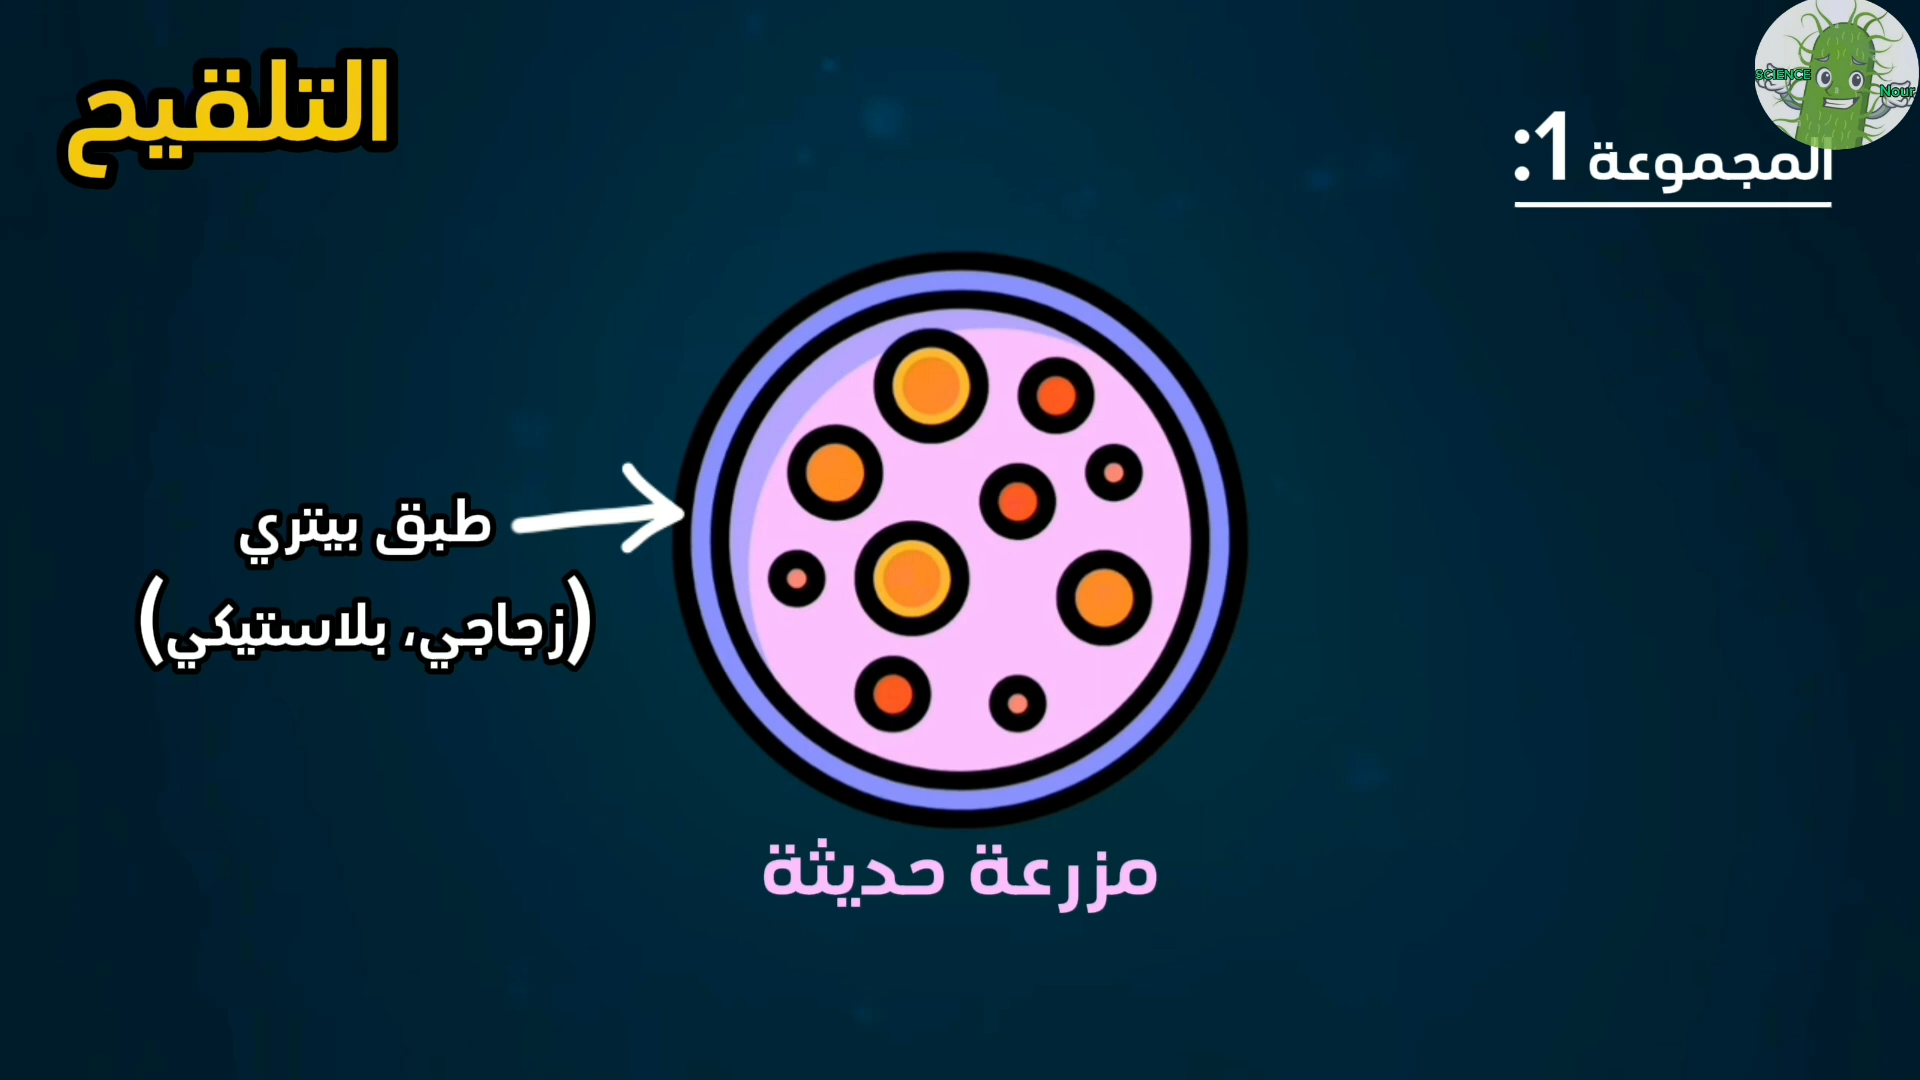 SCIENCE
Nour
التلقيح
المجموعة 1:
طبق بيتري
(زجاجي، بلاستيكي)
مزرعة حديثة